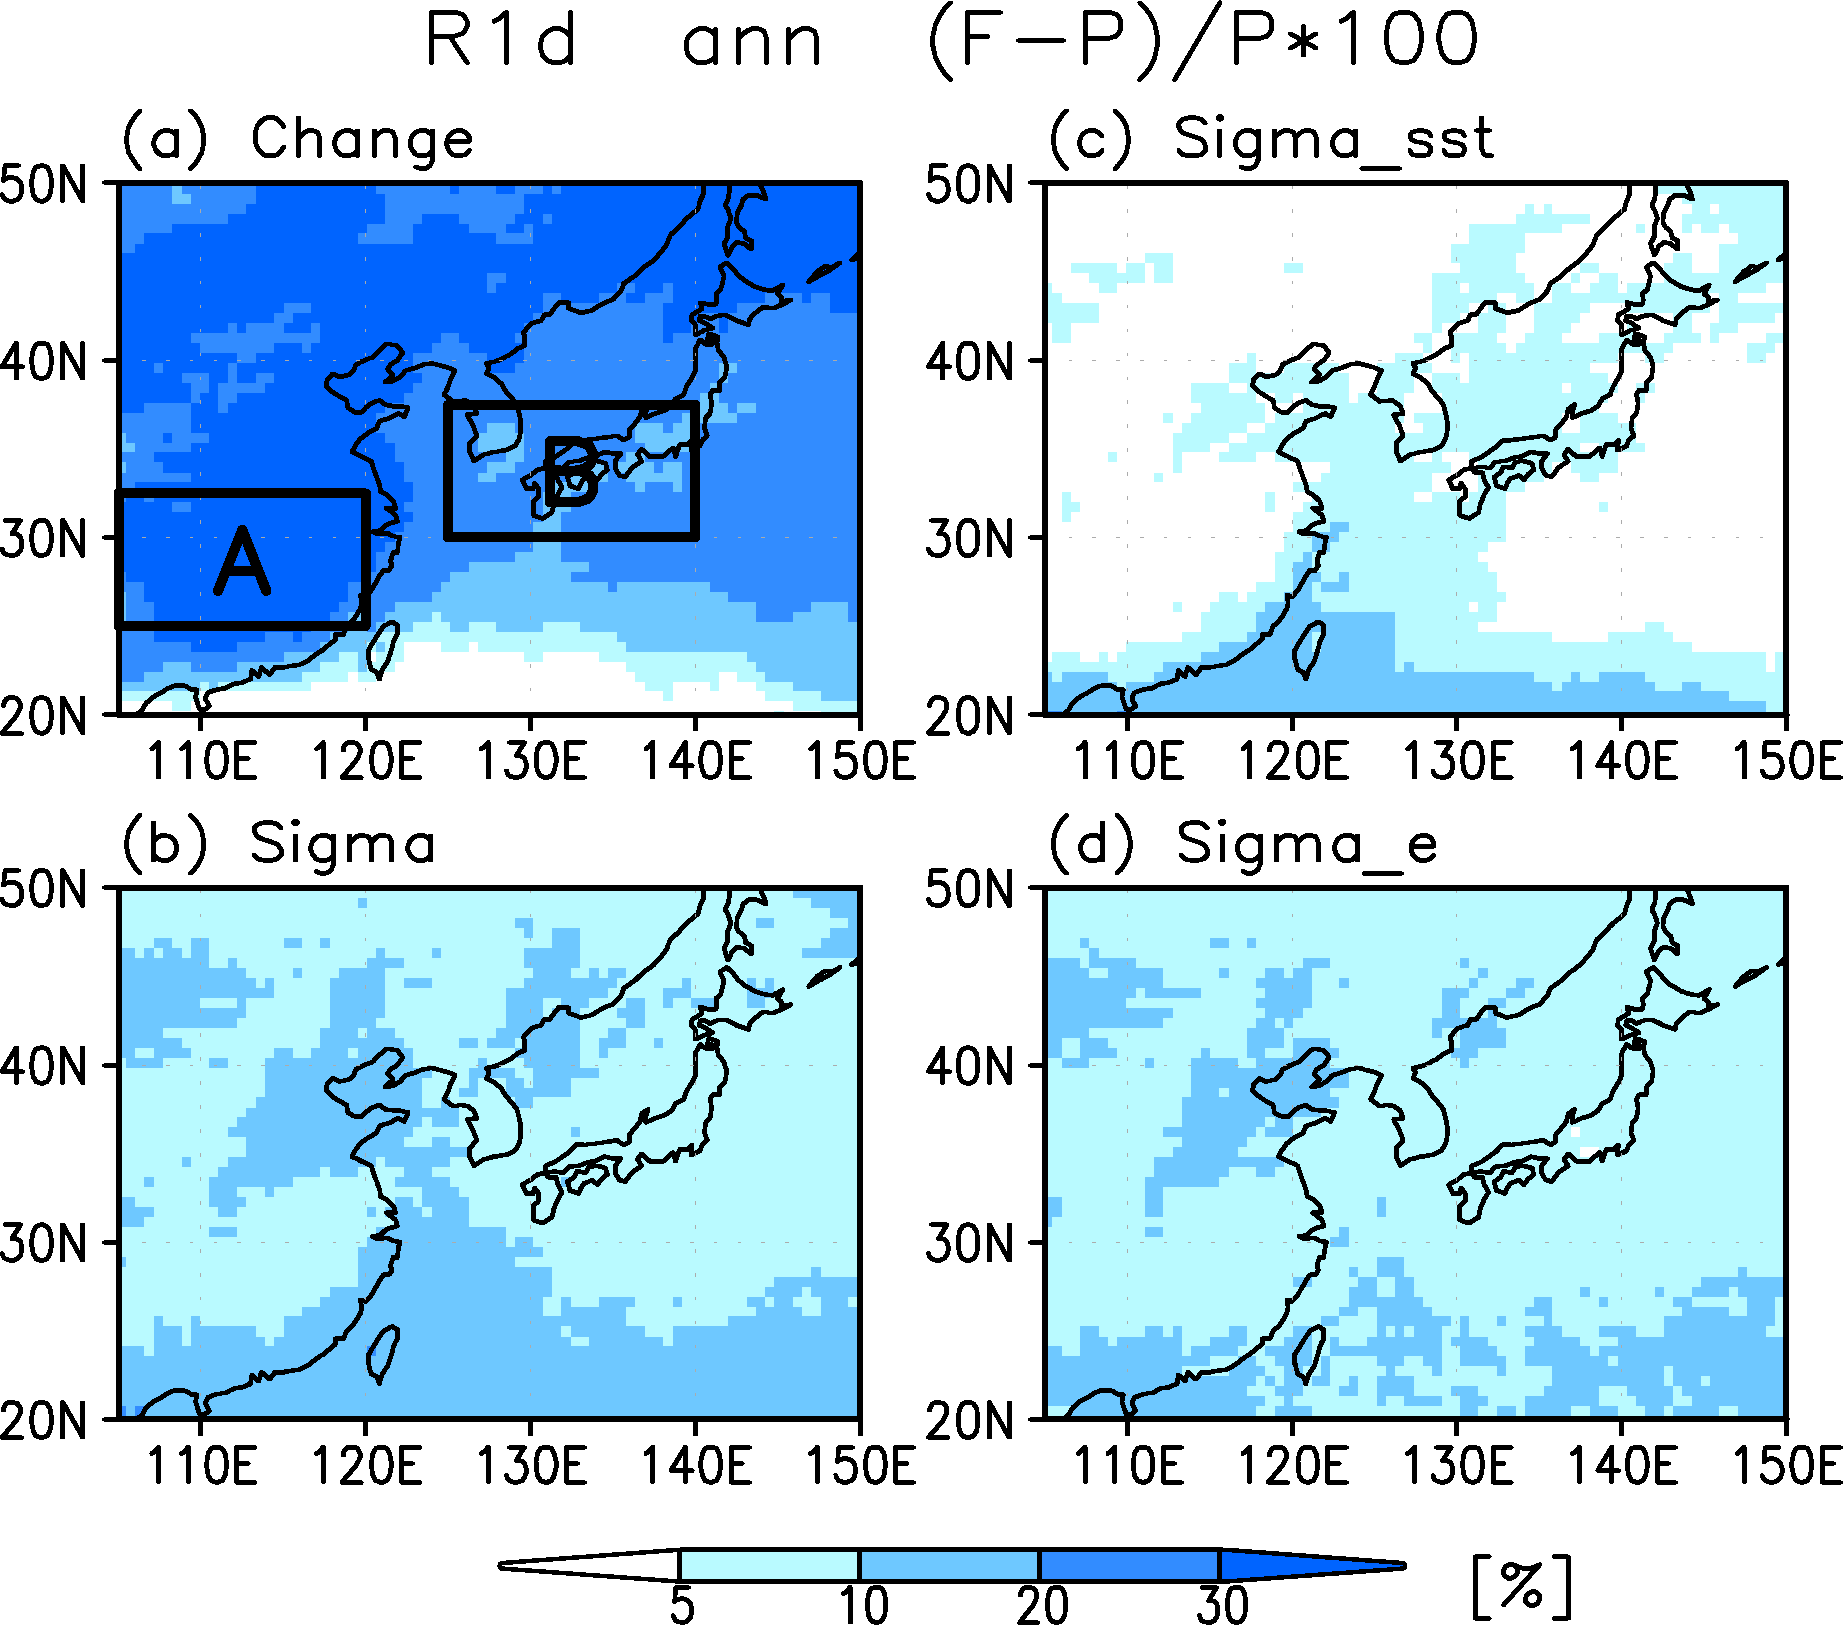 R1d ann (F-P)/P*100
(a) Change
(c) Sigma_sst
50N
40N
30N
20N
A
B
110E 120E 130E 140E 150E
50N
40N
30N
20N
110E 120E 130E 140E 150E
(b) Sigma
(d) Sigma_e
50N
40N
30N
20N
110E 120E 130E 140E 150E
50N
40N
30N
20N
110E 120E 130E 140E 150E
5 10 20 30 [%]